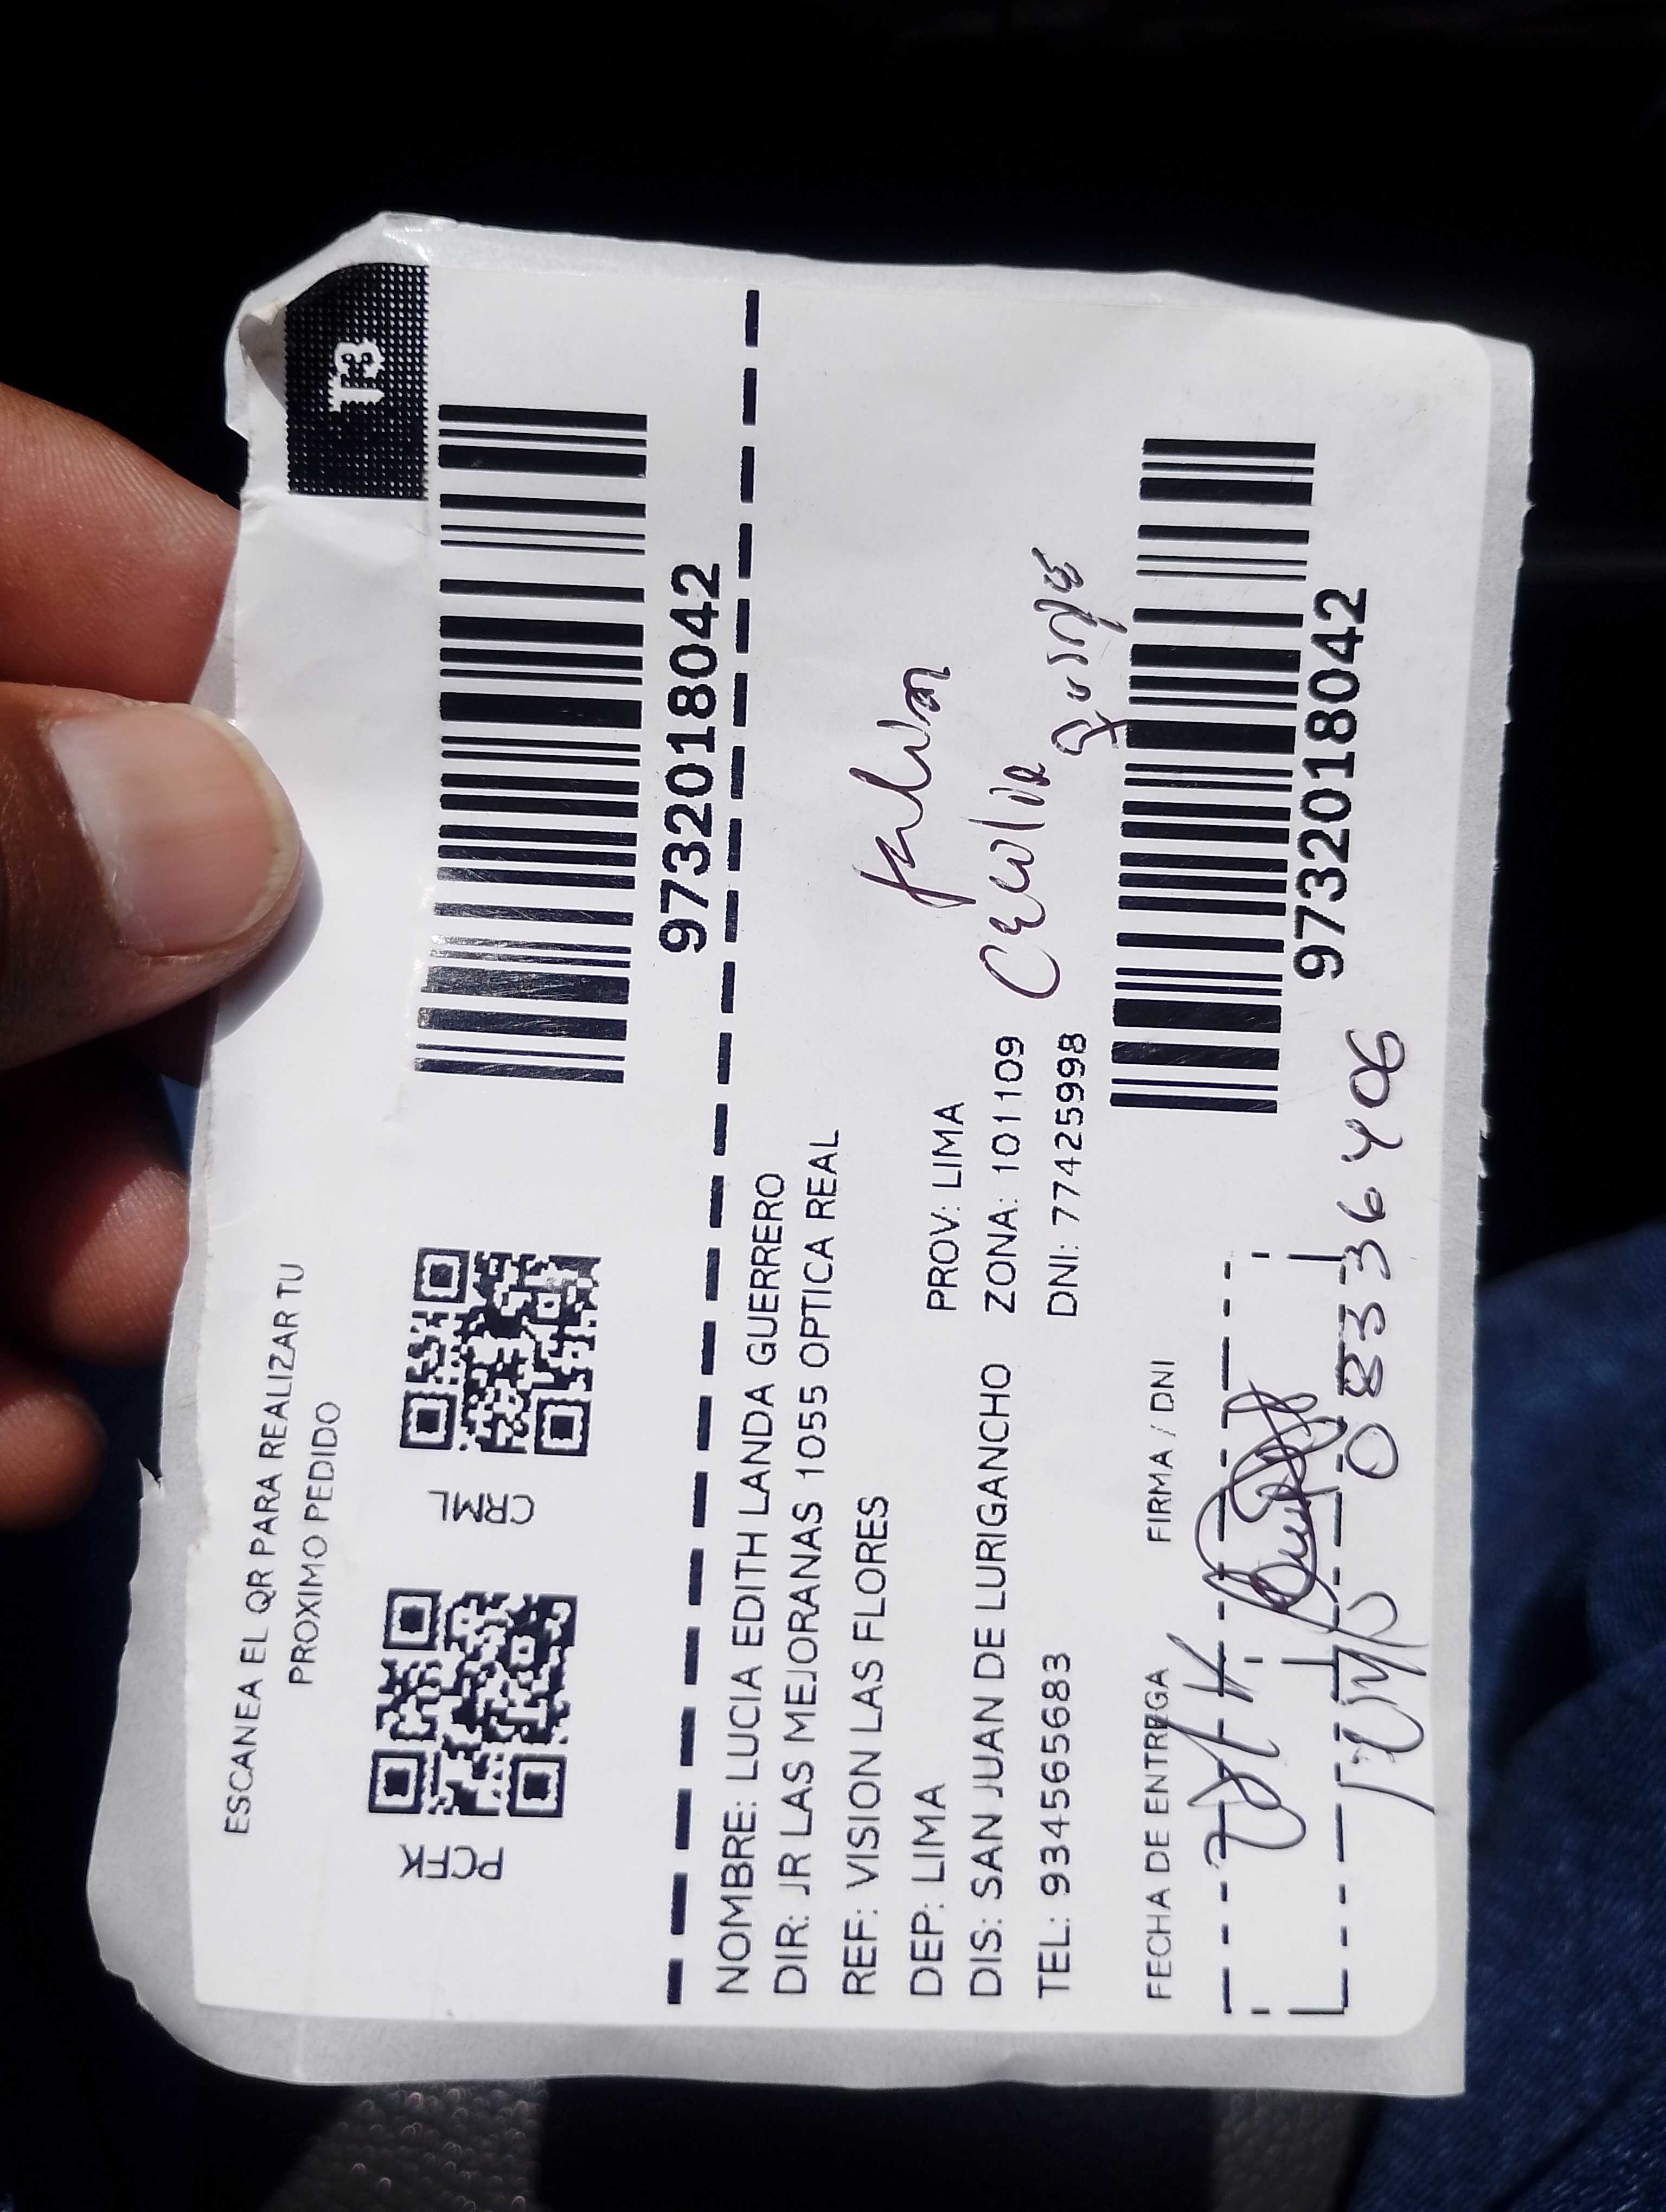 T3
ESCANEA EL QR PARA REALIZAR TU
PROXIMO PEDIDO
PCFK
CRML
9732018042
NOMBRE: LUCIA EDITH LANDA GUERRERO
DIR: JR LAS MEJORANAS 1055 OPTICA REAL
REF: VISION LAS FLORES
DEP: LIMA PROV: LIMA
DIS: SAN JUAN DE LURIGANCHO ZONA: 101109
TEL: 934565683 DNI: 77425998
FECHA DE ENTREGA FIRMA / DNI
9732018042
08336406